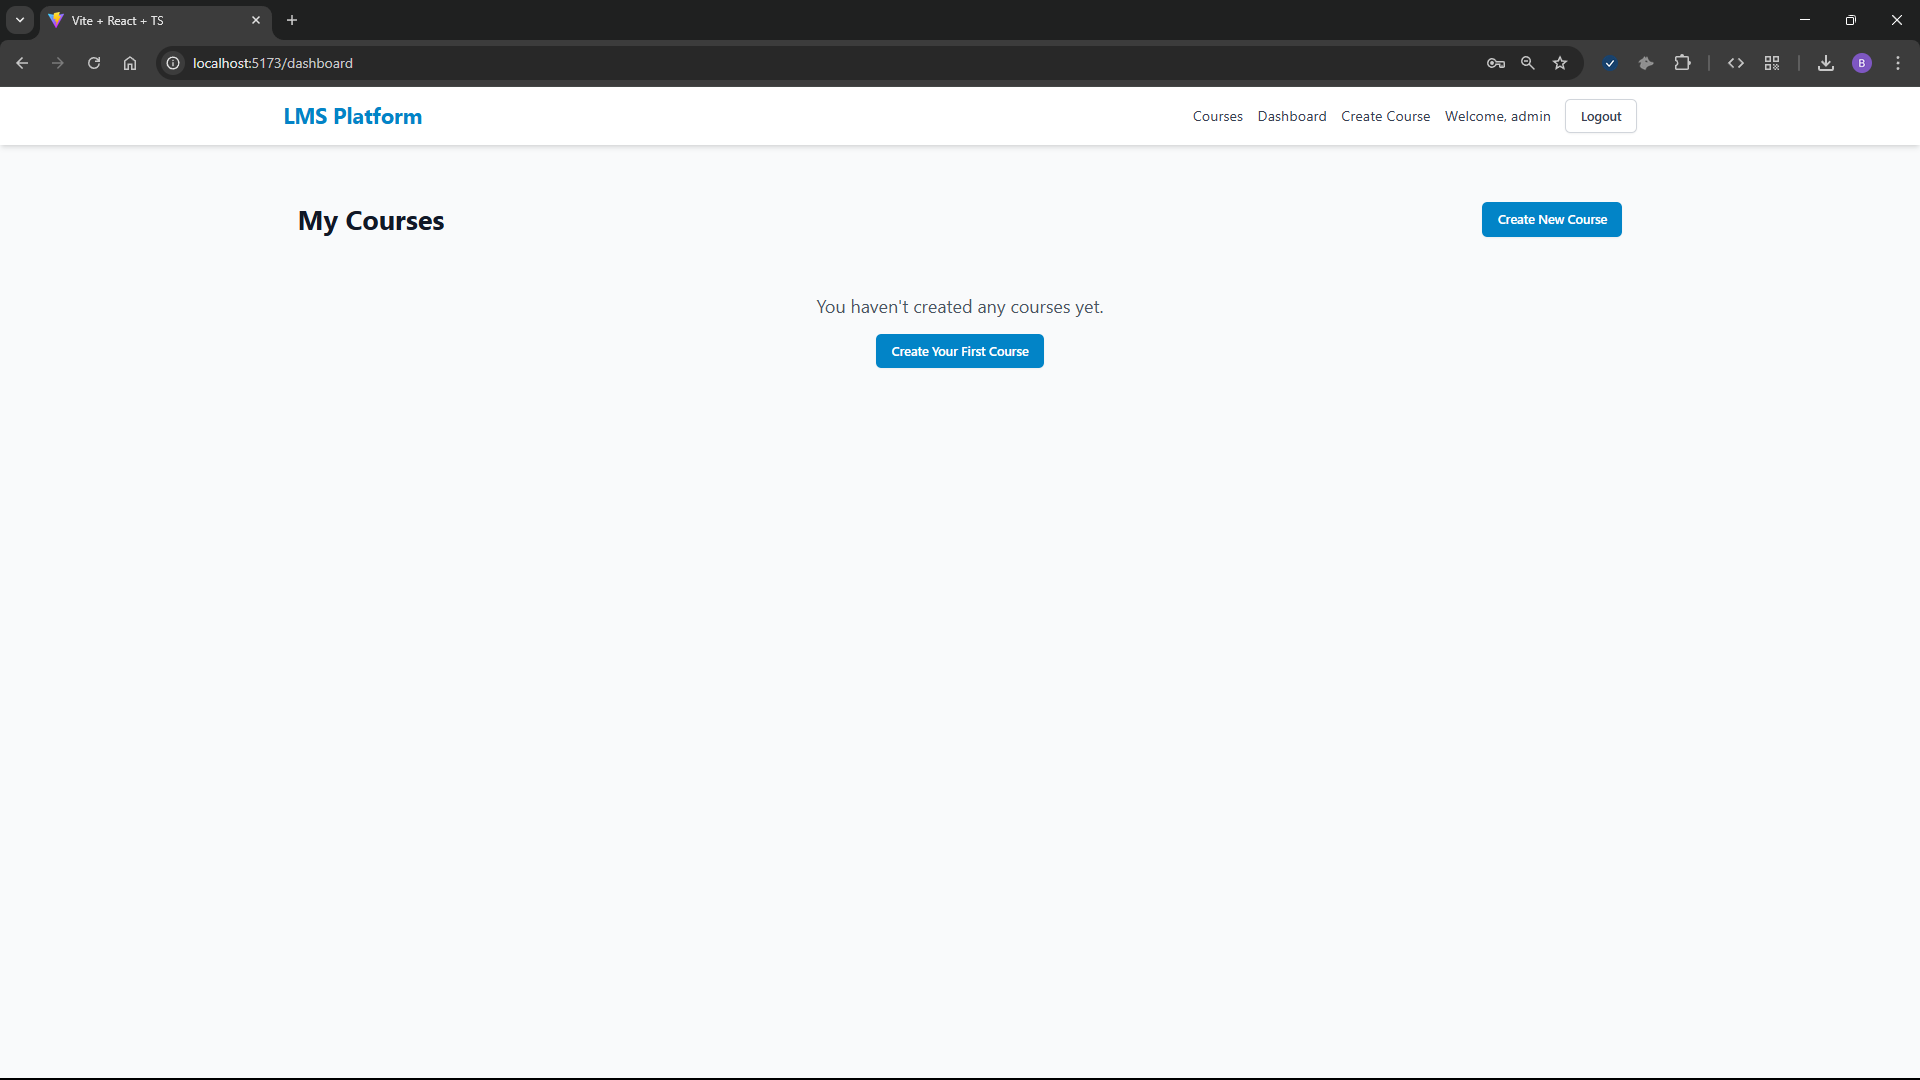 Vite + React + TS
localhost:5173/dashboard
B
LMS Platform
Courses Dashboard Create Course Welcome, admin Logout
My Courses
Create New Course
You haven't created any courses yet.
Create Your First Course